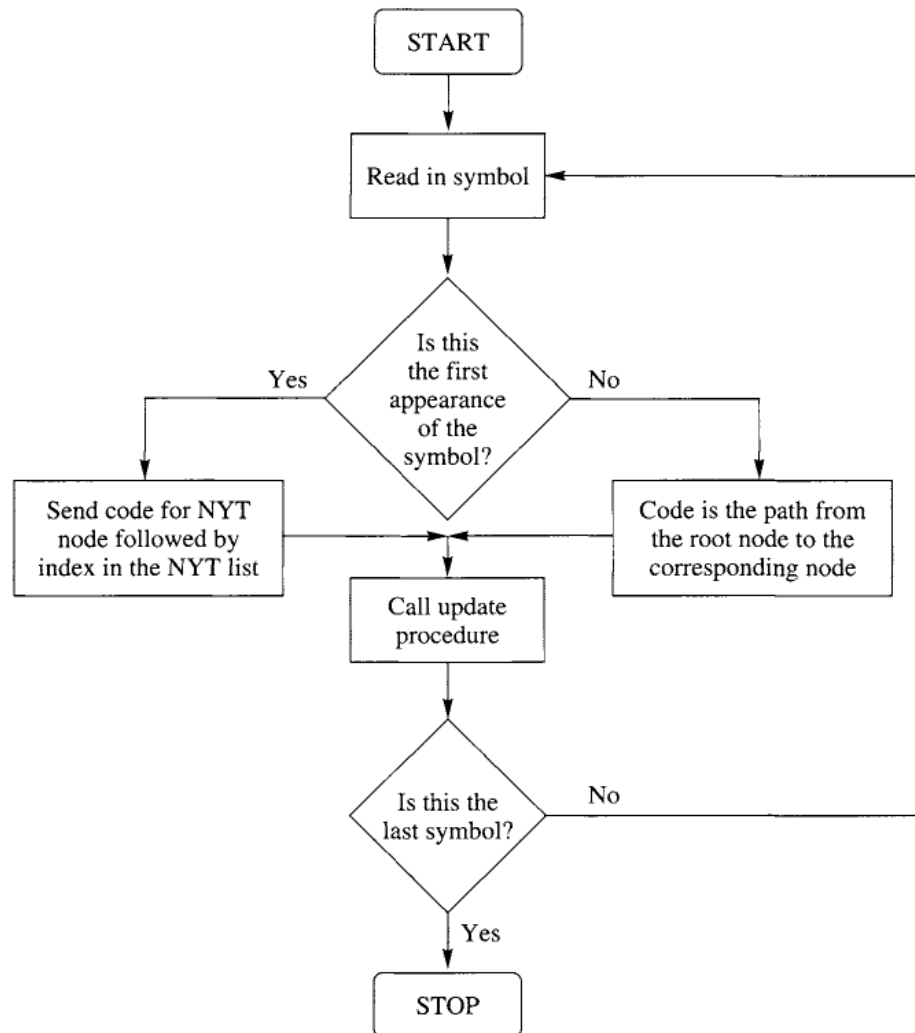 START
Read in symbol
Is this
the first
appearance
of the
symbol?
Yes
No
Send code for NYT
node followed by
index in the NYT list
Code is the path from
the root node to the
corresponding node
Call update
procedure
Is this the
last symbol?
No
Yes
STOP